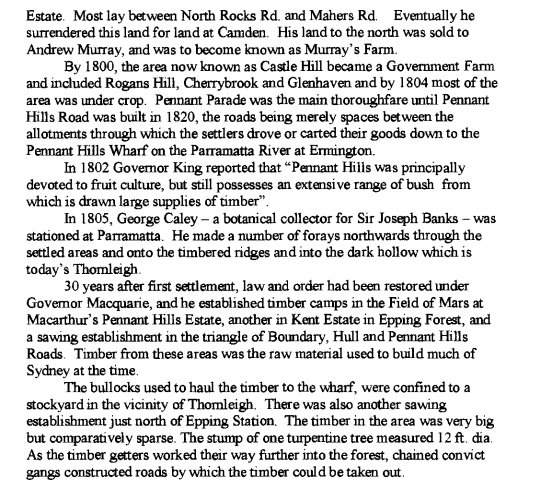 Estate. Most lay between North Rocks Rd. and Mahers Rd. Eventually he
surrendered this land for land at Camden. His land to the north was sold to
Andrew Murray, and was to become known as Murray's Farm.
By 1800, the area now known as Castle Hill became a Government Farm
and included Rogans Hill, Cherrybrook and Glenhaven and by 1804 most of the
area was under crop. Pennant Parade was the main thoroughfare until Pennant
Hills Road was built in 1820, the roads being merely spaces between the
allotments through which the settlers drove or carted their goods down to the
Pennant Hills Wharf on the Parramatta River at Ermington.
In 1802 Governor King reported that "Pennant Hills was principally
devoted to fruit culture, but still possesses an extensive range of bush from
which is drawn large supplies of timber".
In 1805, George Caley – a botanical collector for Sir Joseph Banks – was
stationed at Parramatta. He made a number of forays northwards through the
settled areas and onto the timbered ridges and into the dark hollow which is
today's Thornleigh.
30 years after first settlement, law and order had been restored under
Governor Macquarie, and he established timber camps in the Field of Mars at
Macarthur's Pennant Hills Estate, another in Kent Estate in Epping Forest, and
a sawing establishment in the triangle of Boundary, Hull and Pennant Hills
Roads. Timber from these areas was the raw material used to build much of
Sydney at the time.
The bullocks used to haul the timber to the wharf, were confined to a
stockyard in the vicinity of Thornleigh. There was also another sawing
establishment just north of Epping Station. The timber in the area was very big
but comparatively sparse. The stump of one turpentine tree measured 12 ft. dia.
As the timber getters worked their way further into the forest, chained convict
gangs constructed roads by which the timber could be taken out.